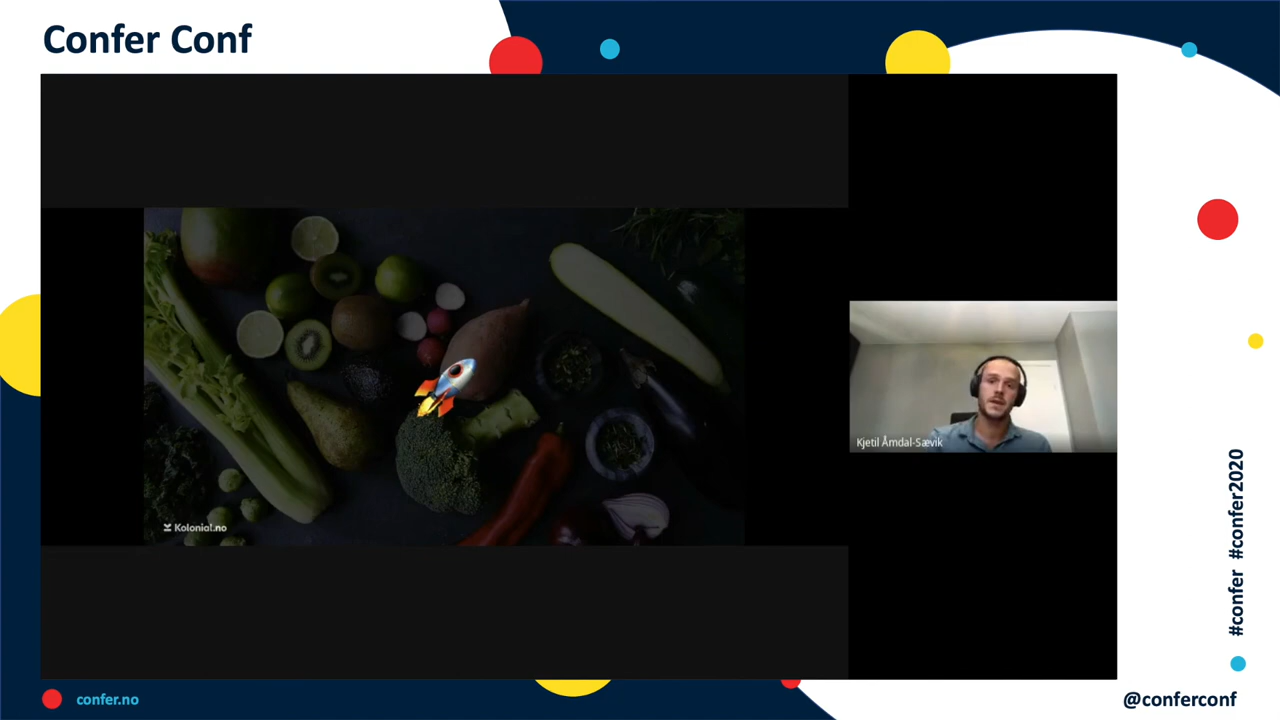 Confer Conf
Kjetil Åmdal-Sævik
Kolonial.no
#confer #confer2020
confer.no
@conferconf